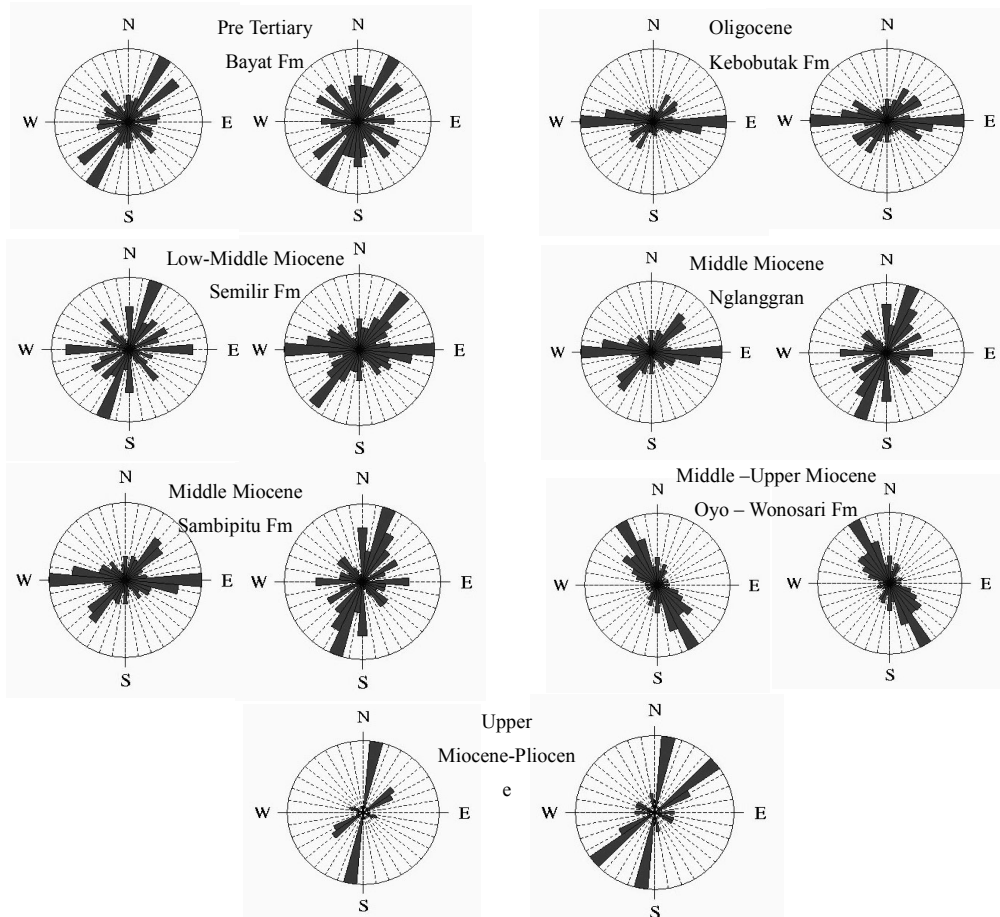 N
Pre Tertiary
N
Bayat Fm
W
E
W
E
S
S
N
Oligocene
N
Kebobutak Fm
W
E
W
E
S
S
N
Low-Middle Miocene
N
Semilir Fm
W
E
W
E
S
S
N
Middle Miocene
N
Nglanggran
W
E
W
E
S
S
N
Middle Miocene
N
Sambipitu Fm
W
E
W
E
S
S
Middle –Upper Miocene
N
Oyo – Wonosari Fm
N
W
E
W
E
S
S
N
Upper
N
Miocene-Pliocen
e
W
E
W
E
S
S